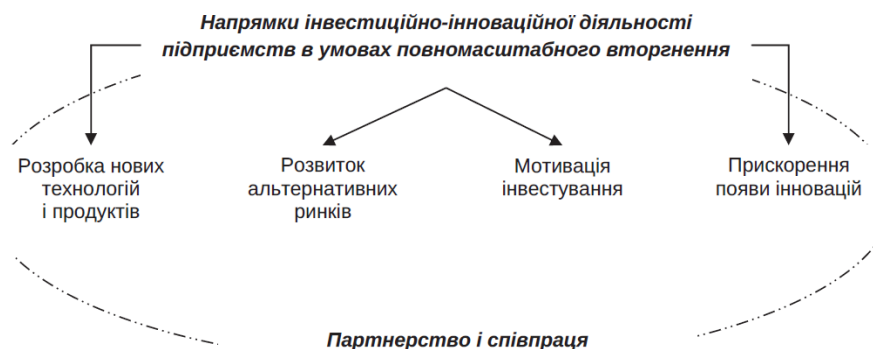 Напрямки інвестиційно-інноваційної діяльності
підприємств в умовах повномасштабного вторгнення
Розробка нових
технологій
і продуктів
Розвиток
альтернативних
ринків
Мотивація
інвестування
Прискорення
появи інновацій
Партнерство і співпраця